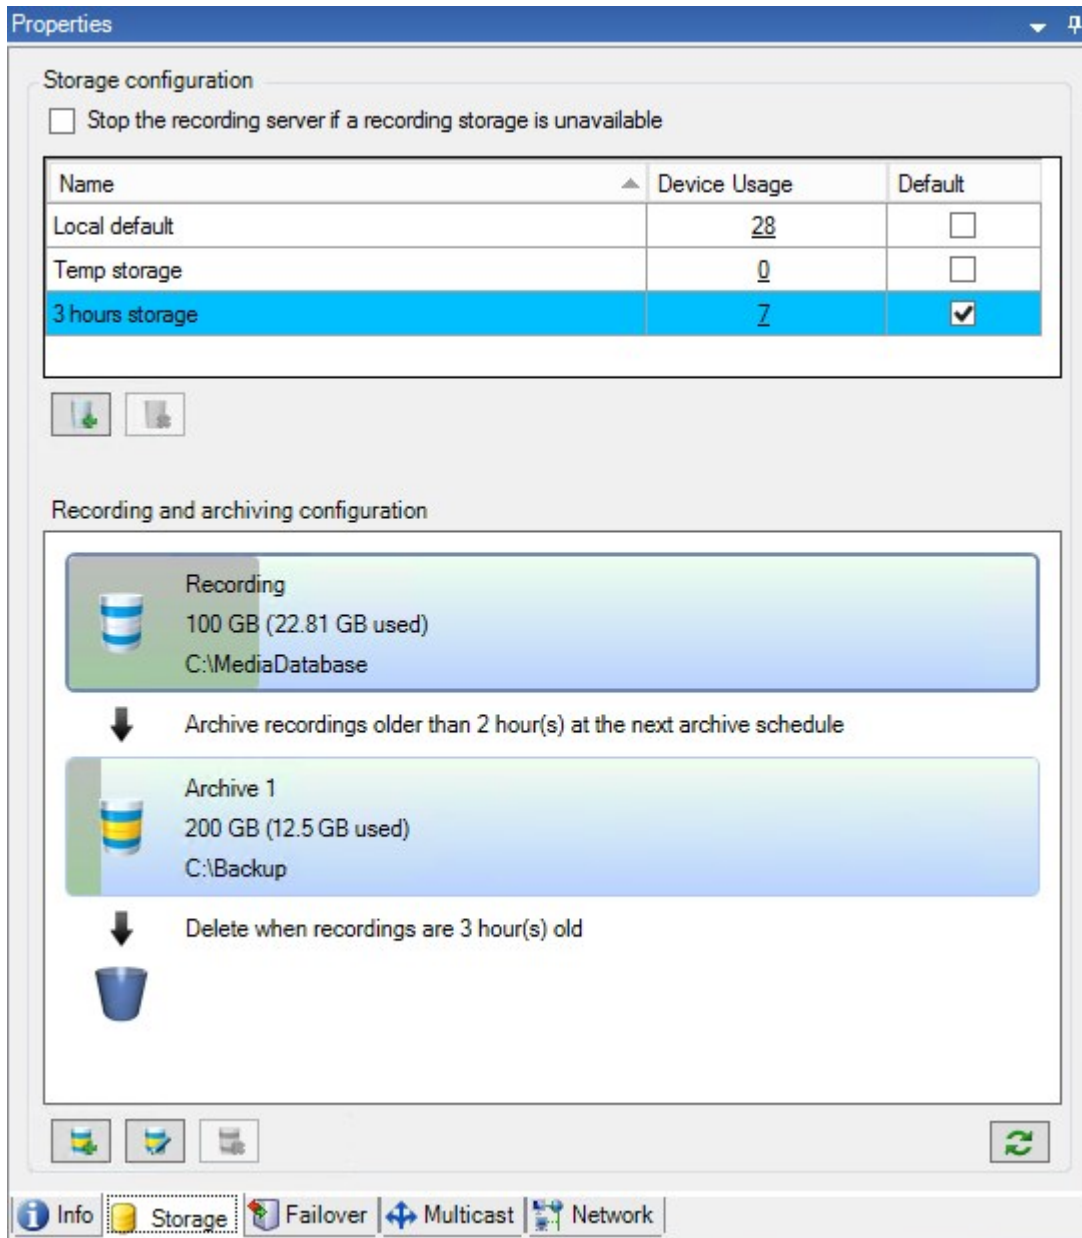 Properties
Storage configuration
Stop the recording server if a recording storage is unavailable
Name Device Usage Default
Local default 28
Temp storage 0
3 hours storage 7
Recording and archiving configuration
Recording
100 GB (22.81 GB used)
C:\MediaDatabase
Archive recordings older than 2 hour(s) at the next archive schedule
Archive 1
200 GB (12.5 GB used)
C:\Backup
Delete when recordings are 3 hour(s) old
Info Storage Failover Multicast Network